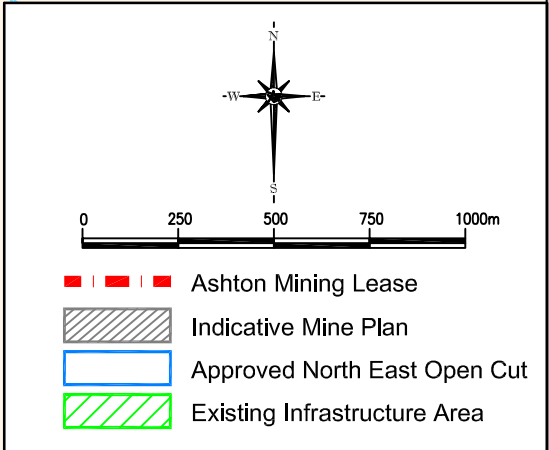 N
-W- E-
S
0 250 500 750 1000m
Ashton Mining Lease
Indicative Mine Plan
Approved North East Open Cut
Existing Infrastructure Area